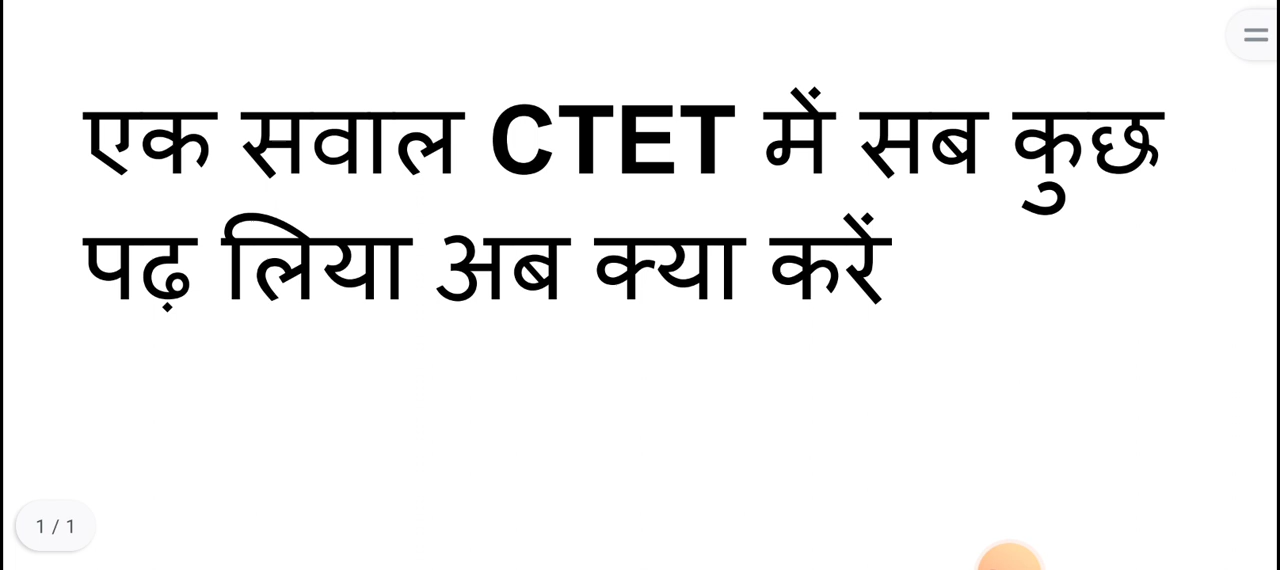 एक सवाल CTET में सब कुछ
पढ़ लिया अब क्या करें
1 / 1